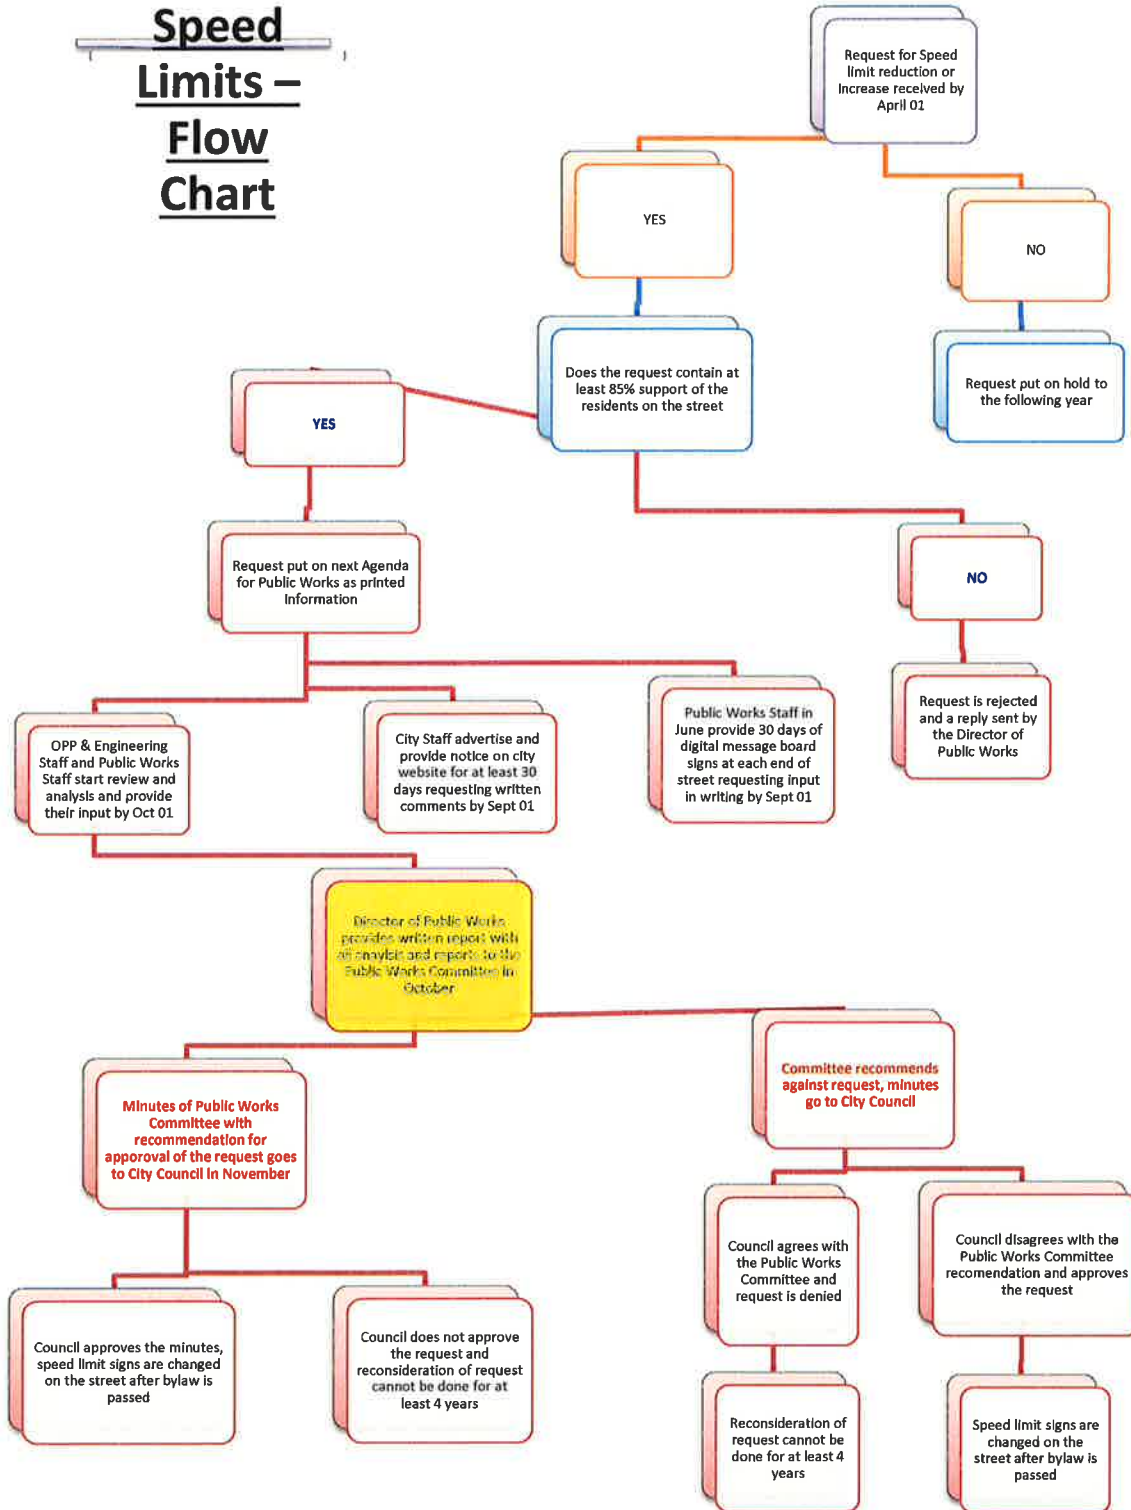 Speed
Limits –
Flow
Chart
Request for Speed
limit reduction or
Increase received by
April 01
YES
NO
Does the request contain at
least 85% support of the
residents on the street
Request put on hold to
the following year
YES
Request put on next Agenda
for Public Works as printed
Information
NO
OPP & Engineering
Staff and Public Works
Staff start review and
analysis and provide
their input by Oct 01
City Staff advertise and
provide notice on city
website for at least 30
days requesting written
comments by Sept 01
Public Works Staff in
June provide 30 days of
digital message board
signs at each end of
street requesting input
in writing by Sept 01
Request is rejected
and a reply sent by
the Director of
Public Works
Director of Public Works
provides written report with
all anaylsis and reports to the
Public Works Committee in
October
Minutes of Public Works
Committee with
recommendation for
apporoval of the request goes
to City Council in November
Committee recommends
against request, minutes
go to City Council
Council approves the minutes,
speed limit signs are changed
on the street after bylaw is
passed
Council does not approve
the request and
reconsideration of request
cannot be done for at
least 4 years
Council agrees with
the Public Works
Committee and
request is denied
Council disagrees with the
Public Works Committee
recomendation and approves
the request
Reconsideration of
request cannot be
done for at least 4
years
Speed limit signs are
changed on the
street after bylaw is
passed